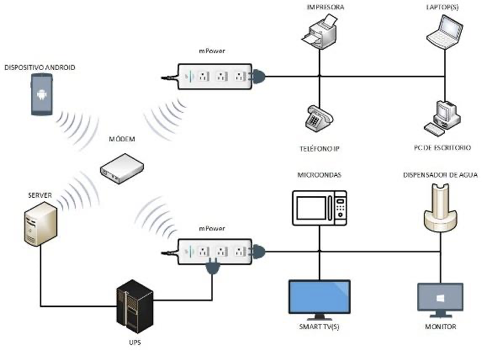 IMPRESORA
LAPTOP(S)
mPower
DISPOSITIVO ANDROID
MÓDEM
TELÉFONO IP
PC DE ESCRITORIO
MICROONDAS
DISPENSADOR DE AGUA
SERVER
mPower
SMART TV(S)
MONITOR
UPS